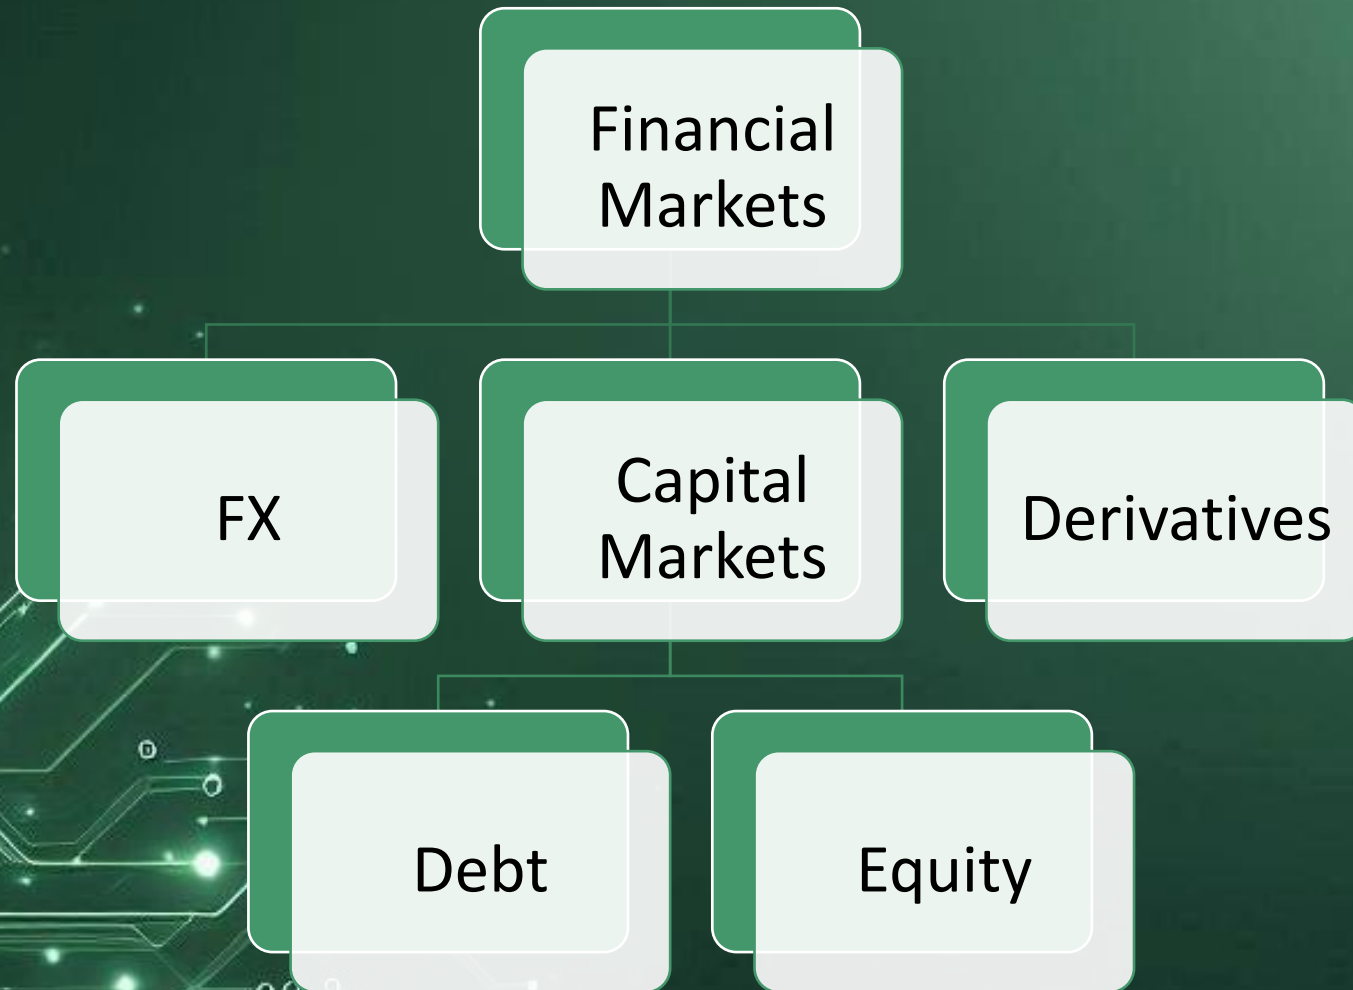 Financial
Markets
FX
Capital
Markets
Derivatives
Debt
Equity